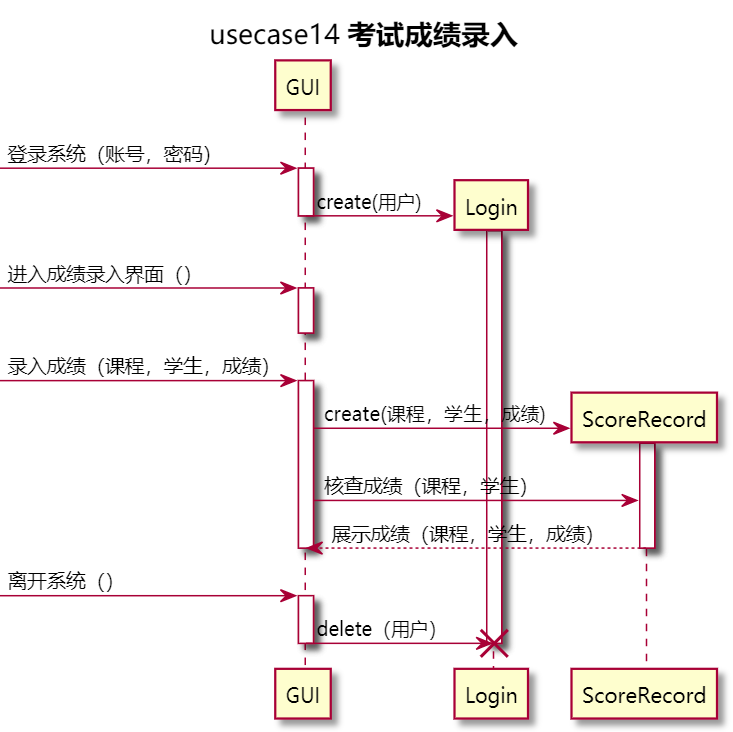 usecase14 考试成绩录入
GUI
登录系统（账号，密码）
create(用户)
Login
进入成绩录入界面（）
录入成绩（课程，学生，成绩）
create(课程，学生，成绩)
ScoreRecord
核查成绩（课程，学生）
展示成绩（课程，学生，成绩）
离开系统（）
delete（用户）
GUI
Login
ScoreRecord